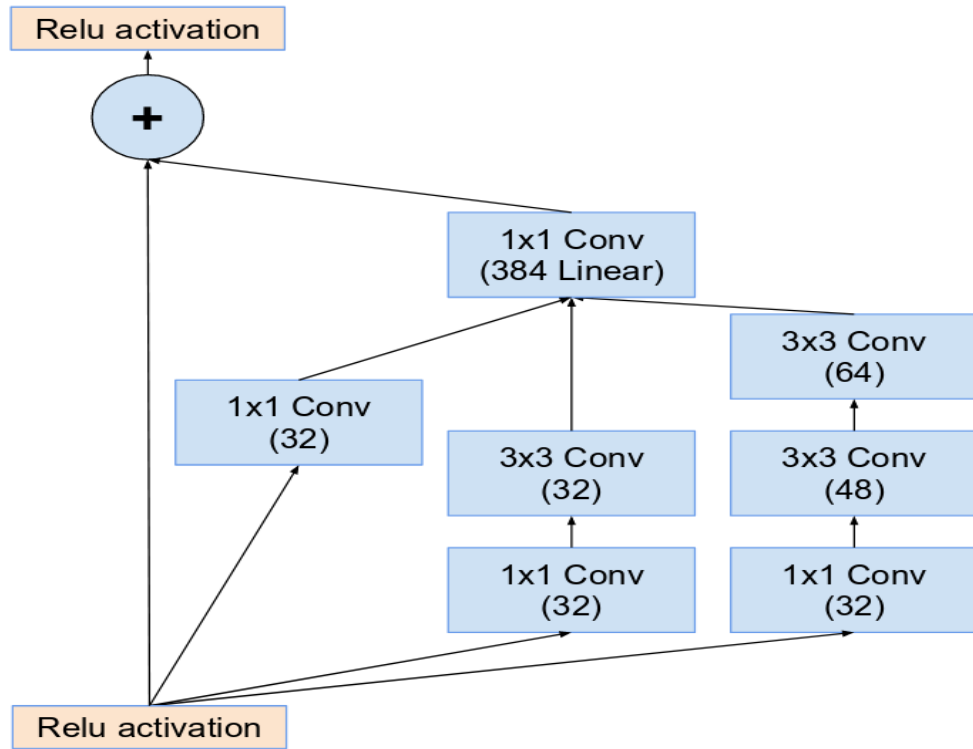 Relu activation
+
1x1 Conv
(384 Linear)
3x3 Conv
(64)
1x1 Conv
(32)
3x3 Conv
(32)
3x3 Conv
(48)
1x1 Conv
(32)
1x1 Conv
(32)
Relu activation